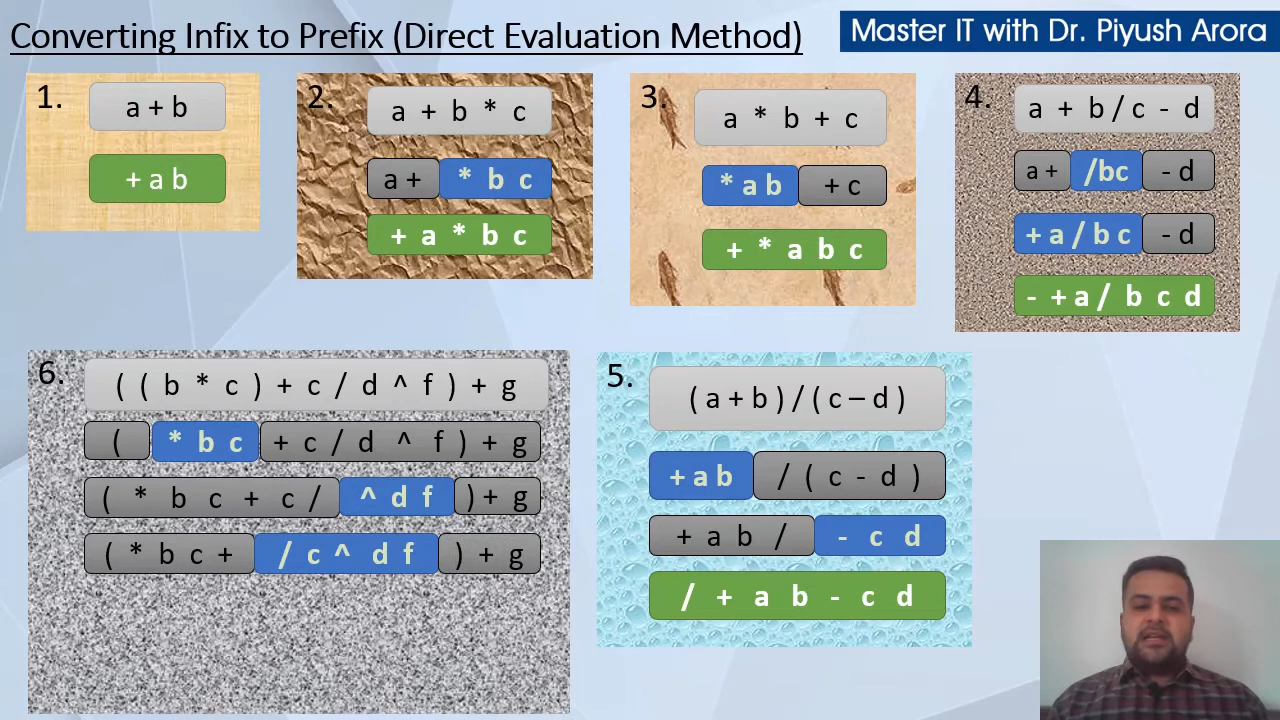 Converting Infix to Prefix (Direct Evaluation Method)
Master IT with Dr. Piyush Arora
1.
a + b
+ a b
2.
a + b * c
a + * b c
+ a * b c
3.
a * b + c
* a b + c
+ * a b c
4.
a + b / c - d
a + /bc - d
+ a / b c - d
- + a / b c d
6.
( ( b * c ) + c / d ^ f ) + g
( * b c + c / d ^ f ) + g
( * b c + c / ^ d f ) + g
( * b c + / c ^ d f ) + g
5.
( a + b ) / ( c – d )
+ a b / ( c - d )
+ a b / - c d
/ + a b - c d